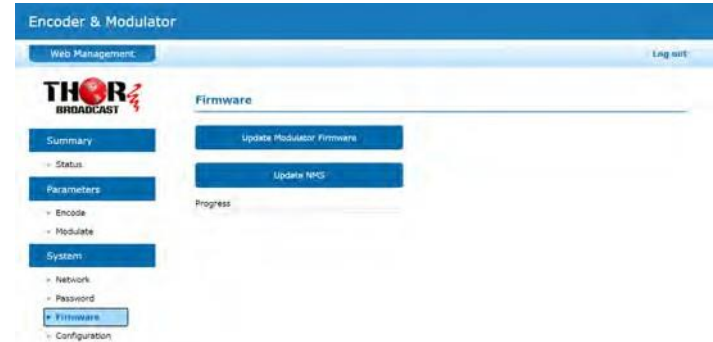 Encoder & Modulator
Web Management
Log out
THOR
BROADCAST
Firmware
Summary
Update Modulator Firmware
Status
Update NMS
Parameters
Progress
Encode
Modulate
System
Network
Password
Firmware
Configuration